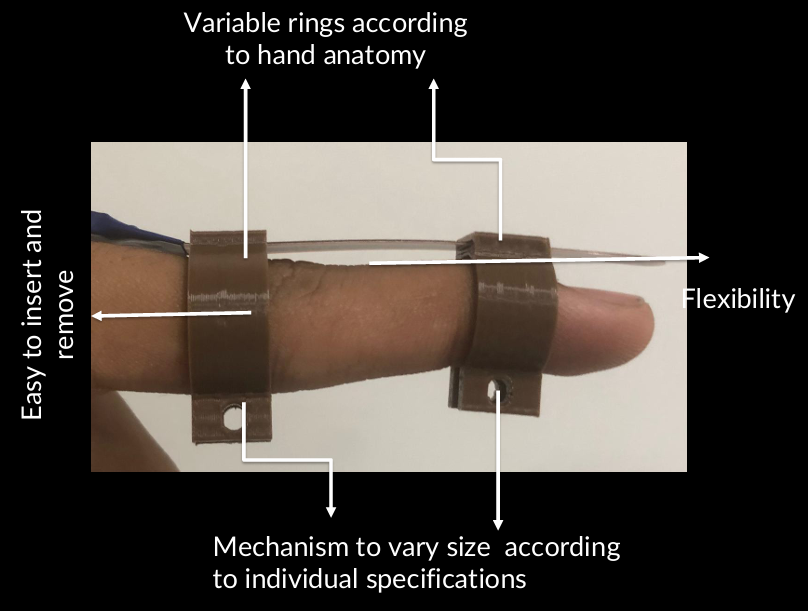 Variable rings according
to hand anatomy
Easy to insert and
remove
Flexibility
Mechanism to vary size according
to individual specifications